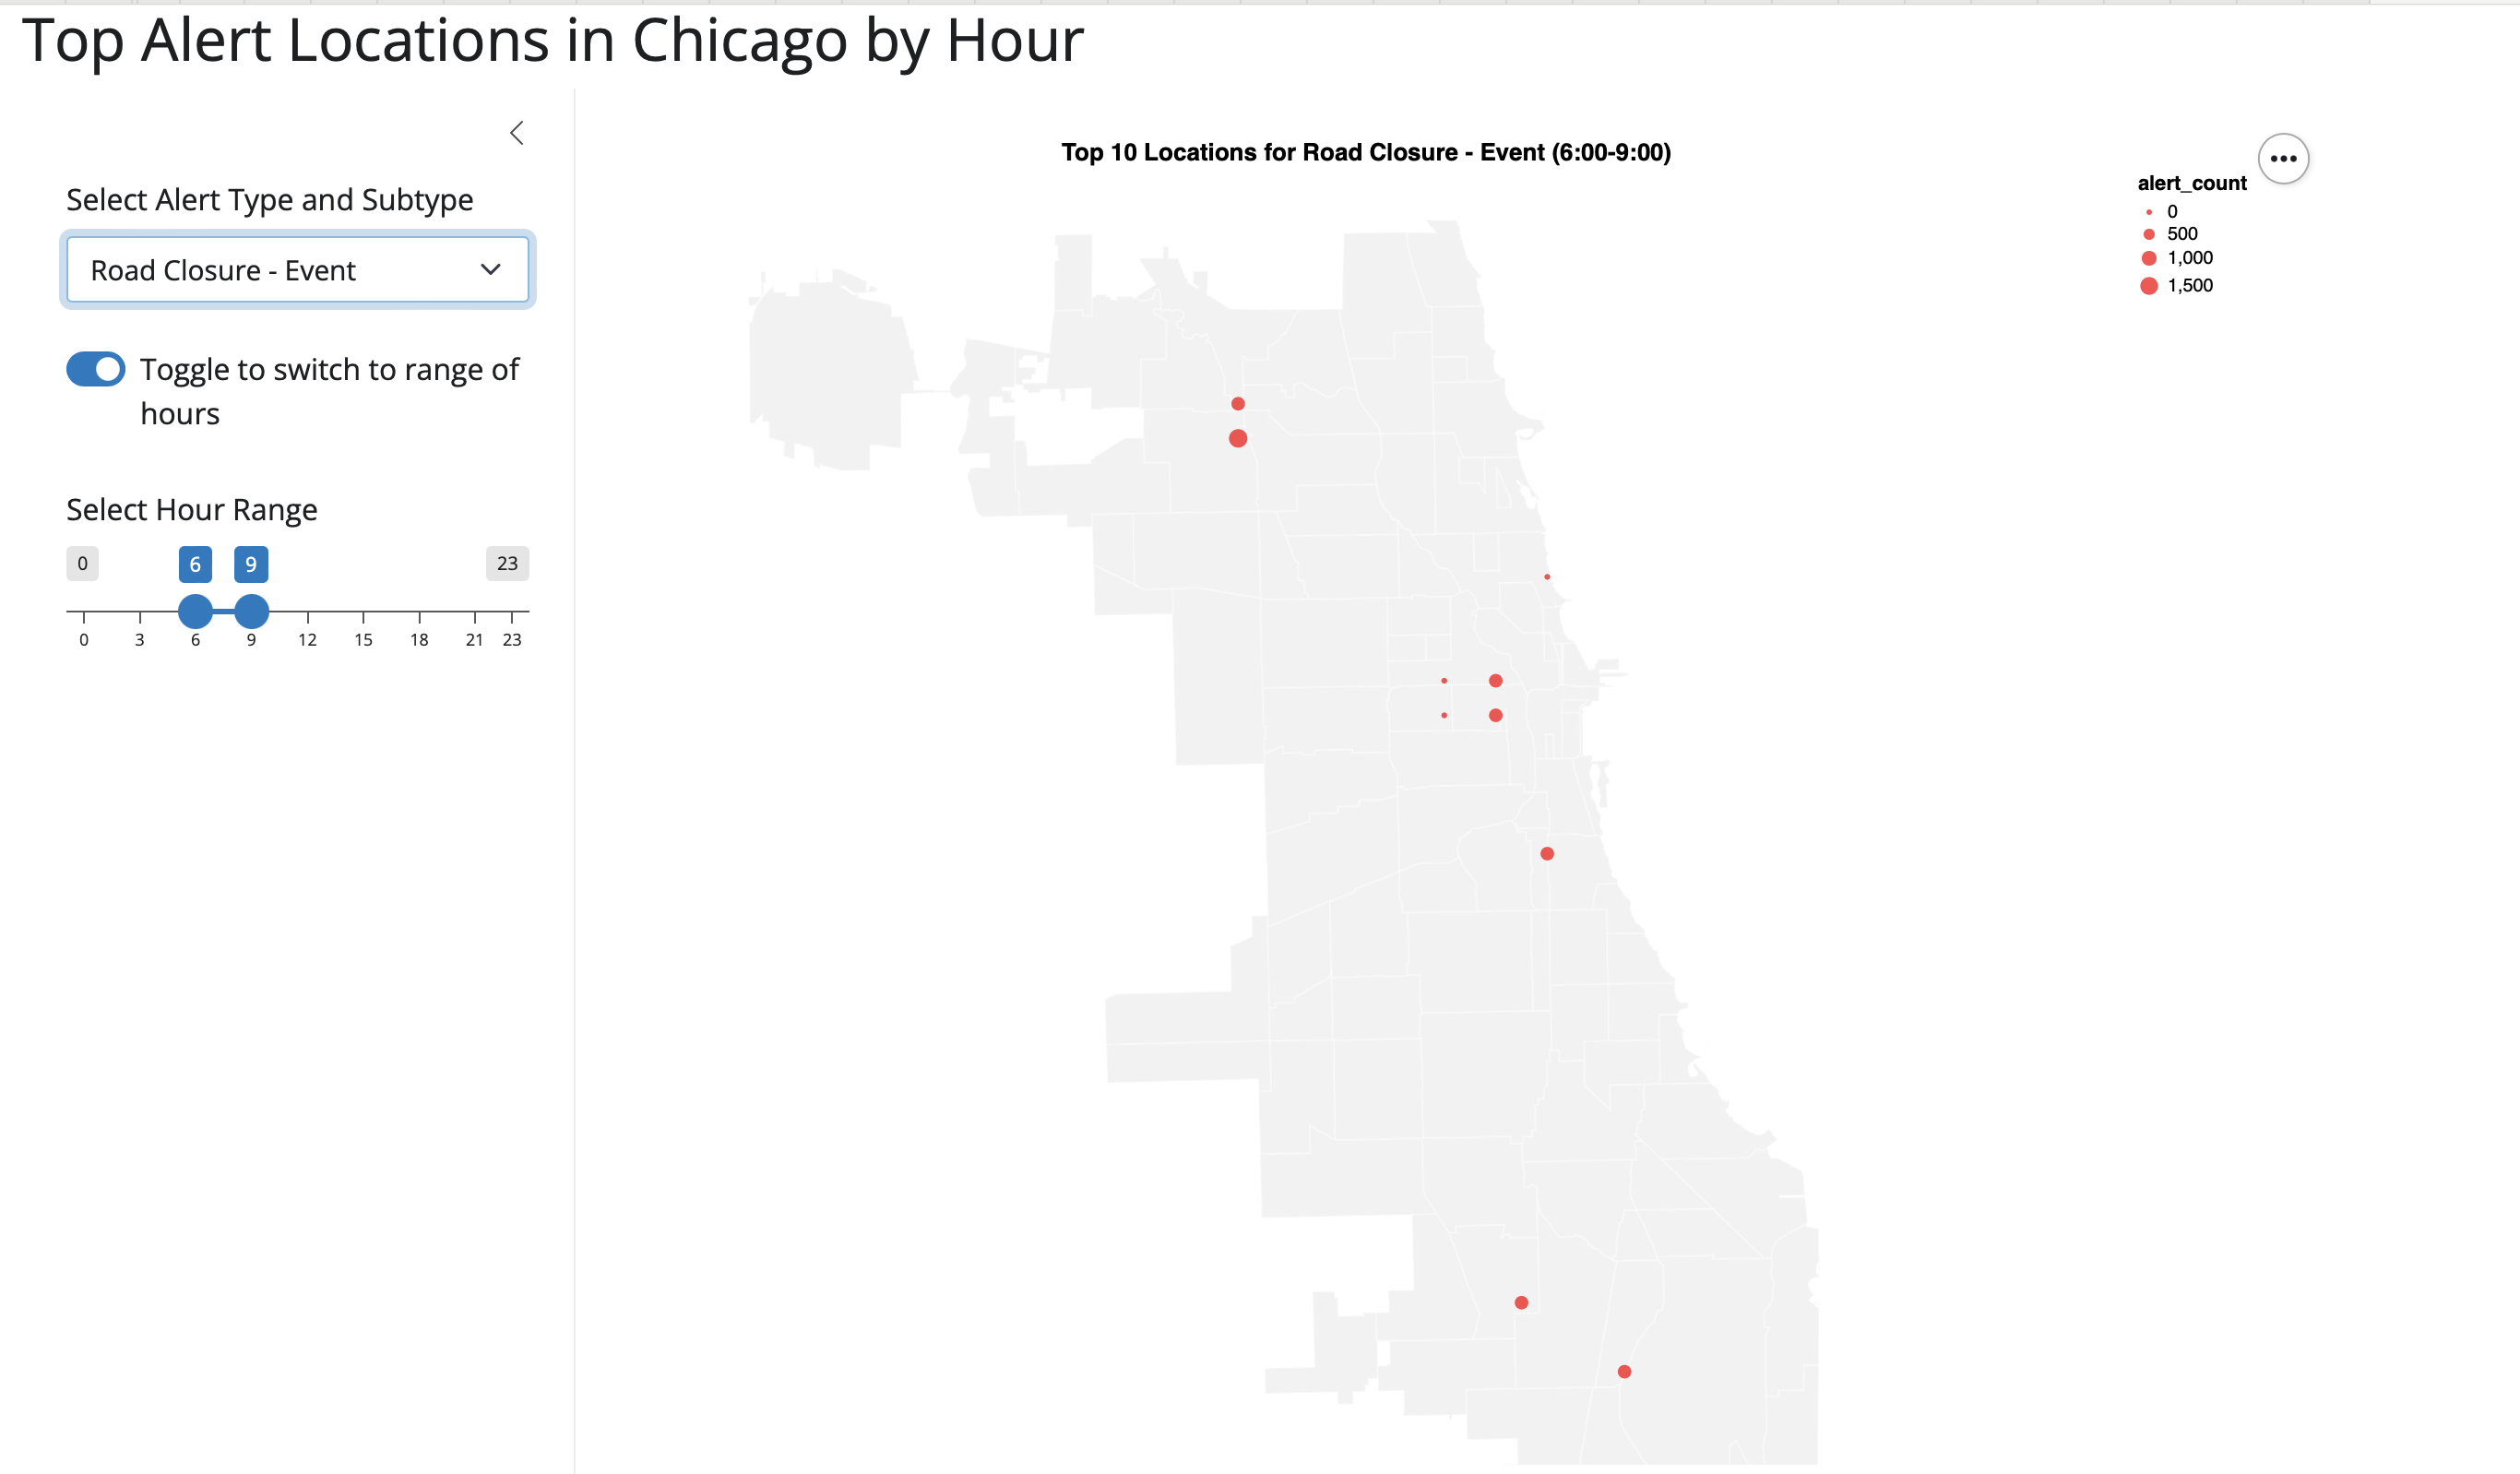 Top Alert Locations in Chicago by Hour
Select Alert Type and Subtype
Road Closure - Event
Toggle to switch to range of
hours
Select Hour Range
0 6 9 23
0 3 6 9 12 15 18 21 23
Top 10 Locations for Road Closure - Event (6:00-9:00)
alert_count
0
500
1,000
1,500